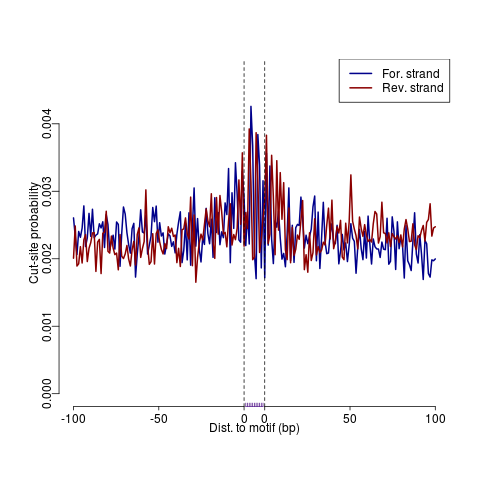 For. strand
Rev. strand
Cut-site probability
0.004
0.003
0.002
0.001
0.000
-100 -50 0 0 50 100
Dist. to motif (bp)